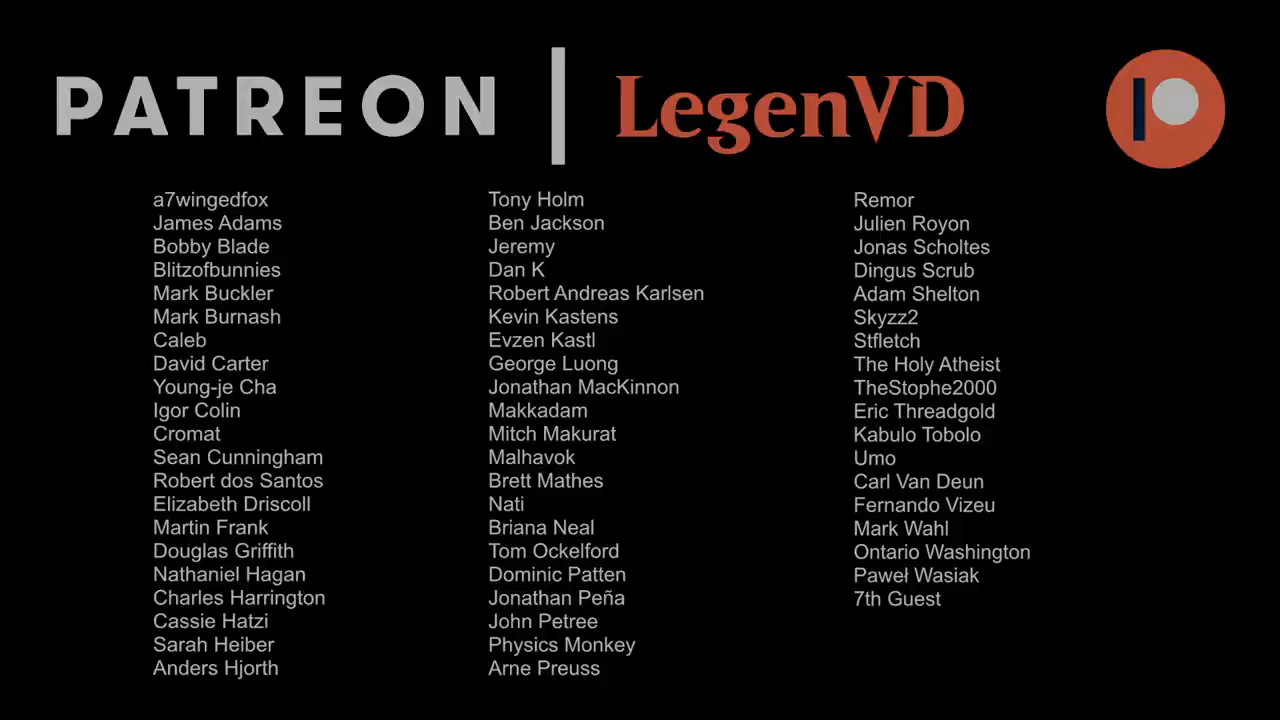 PATREON | LegenVD
a7wingedfox
James Adams
Bobby Blade
Blitzofbunnies
Mark Buckler
Mark Burnash
Caleb
David Carter
Young-je Cha
Igor Colin
Cromat
Sean Cunningham
Robert dos Santos
Elizabeth Driscoll
Martin Frank
Douglas Griffith
Nathaniel Hagan
Charles Harrington
Cassie Hatzi
Sarah Heiber
Anders Hjorth
Tony Holm
Ben Jackson
Jeremy
Dan K
Robert Andreas Karlsen
Kevin Kastens
Evzen Kastl
George Luong
Jonathan MacKinnon
Makkadam
Mitch Makurat
Malhavok
Brett Mathes
Nati
Briana Neal
Tom Ockelford
Dominic Patten
Jonathan Peña
John Petree
Physics Monkey
Arne Preuss
Remor
Julien Royon
Jonas Scholtes
Dingus Scrub
Adam Shelton
Skyzz2
Stfletch
The Holy Atheist
TheStophe2000
Eric Threadgold
Kabulo Tobolo
Umo
Carl Van Deun
Fernando Vizeu
Mark Wahl
Ontario Washington
Paweł Wasiak
7th Guest